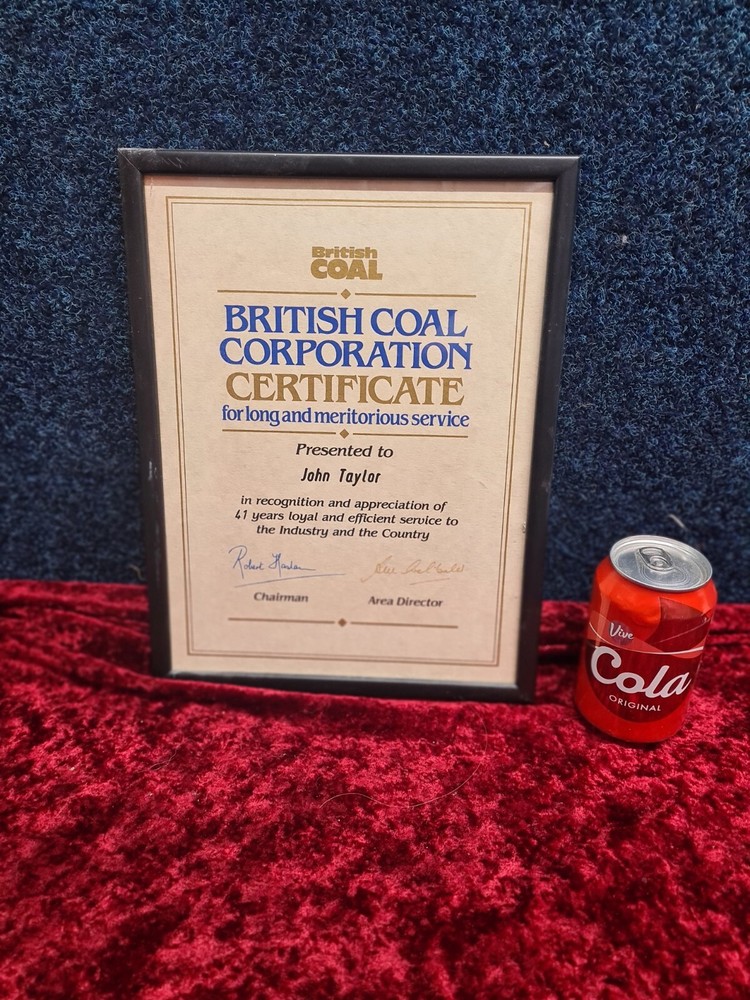 British
COAL
BRITISH COAL
CORPORATION
CERTIFICATE
for long and meritorious service
Presented to
John Taylor
in recognition and appreciation of
41 years loyal and efficient service to
the Industry and the Country
Chairman
Area Director
Vive
Cola
ORIGINAL